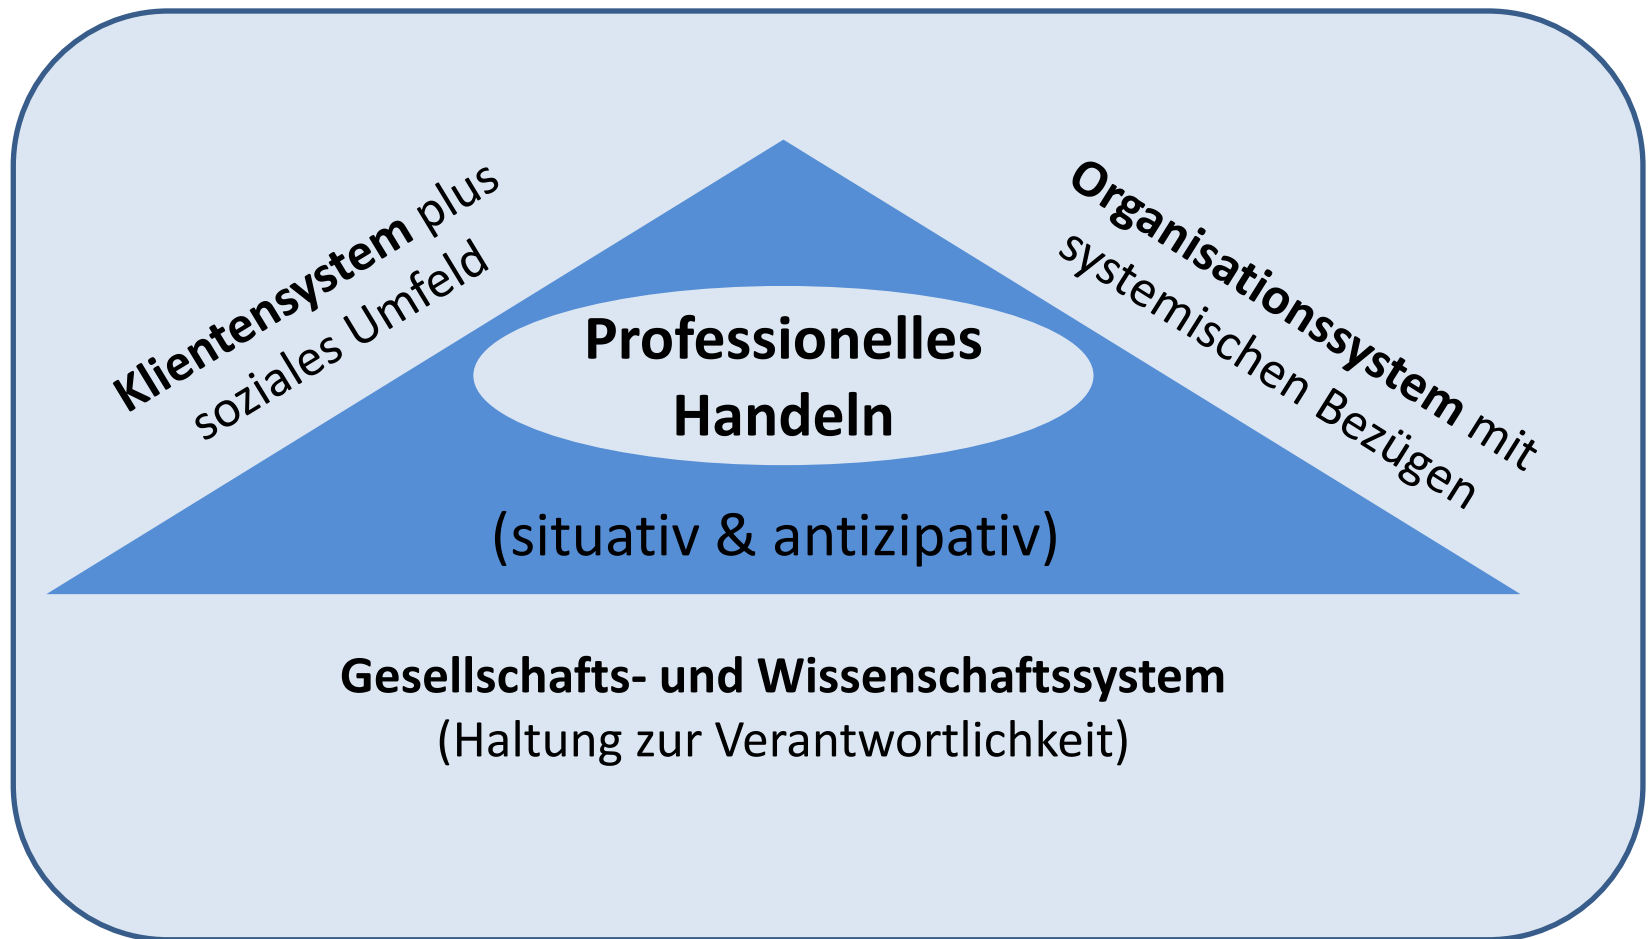 Klientensystem plus
soziales Umfeld
Organisationssystem mit
systemischen Bezügen
Professionelles
Handeln
(situativ & antizipativ)
Gesellschafts- und Wissenschaftssystem
(Haltung zur Verantwortlichkeit)